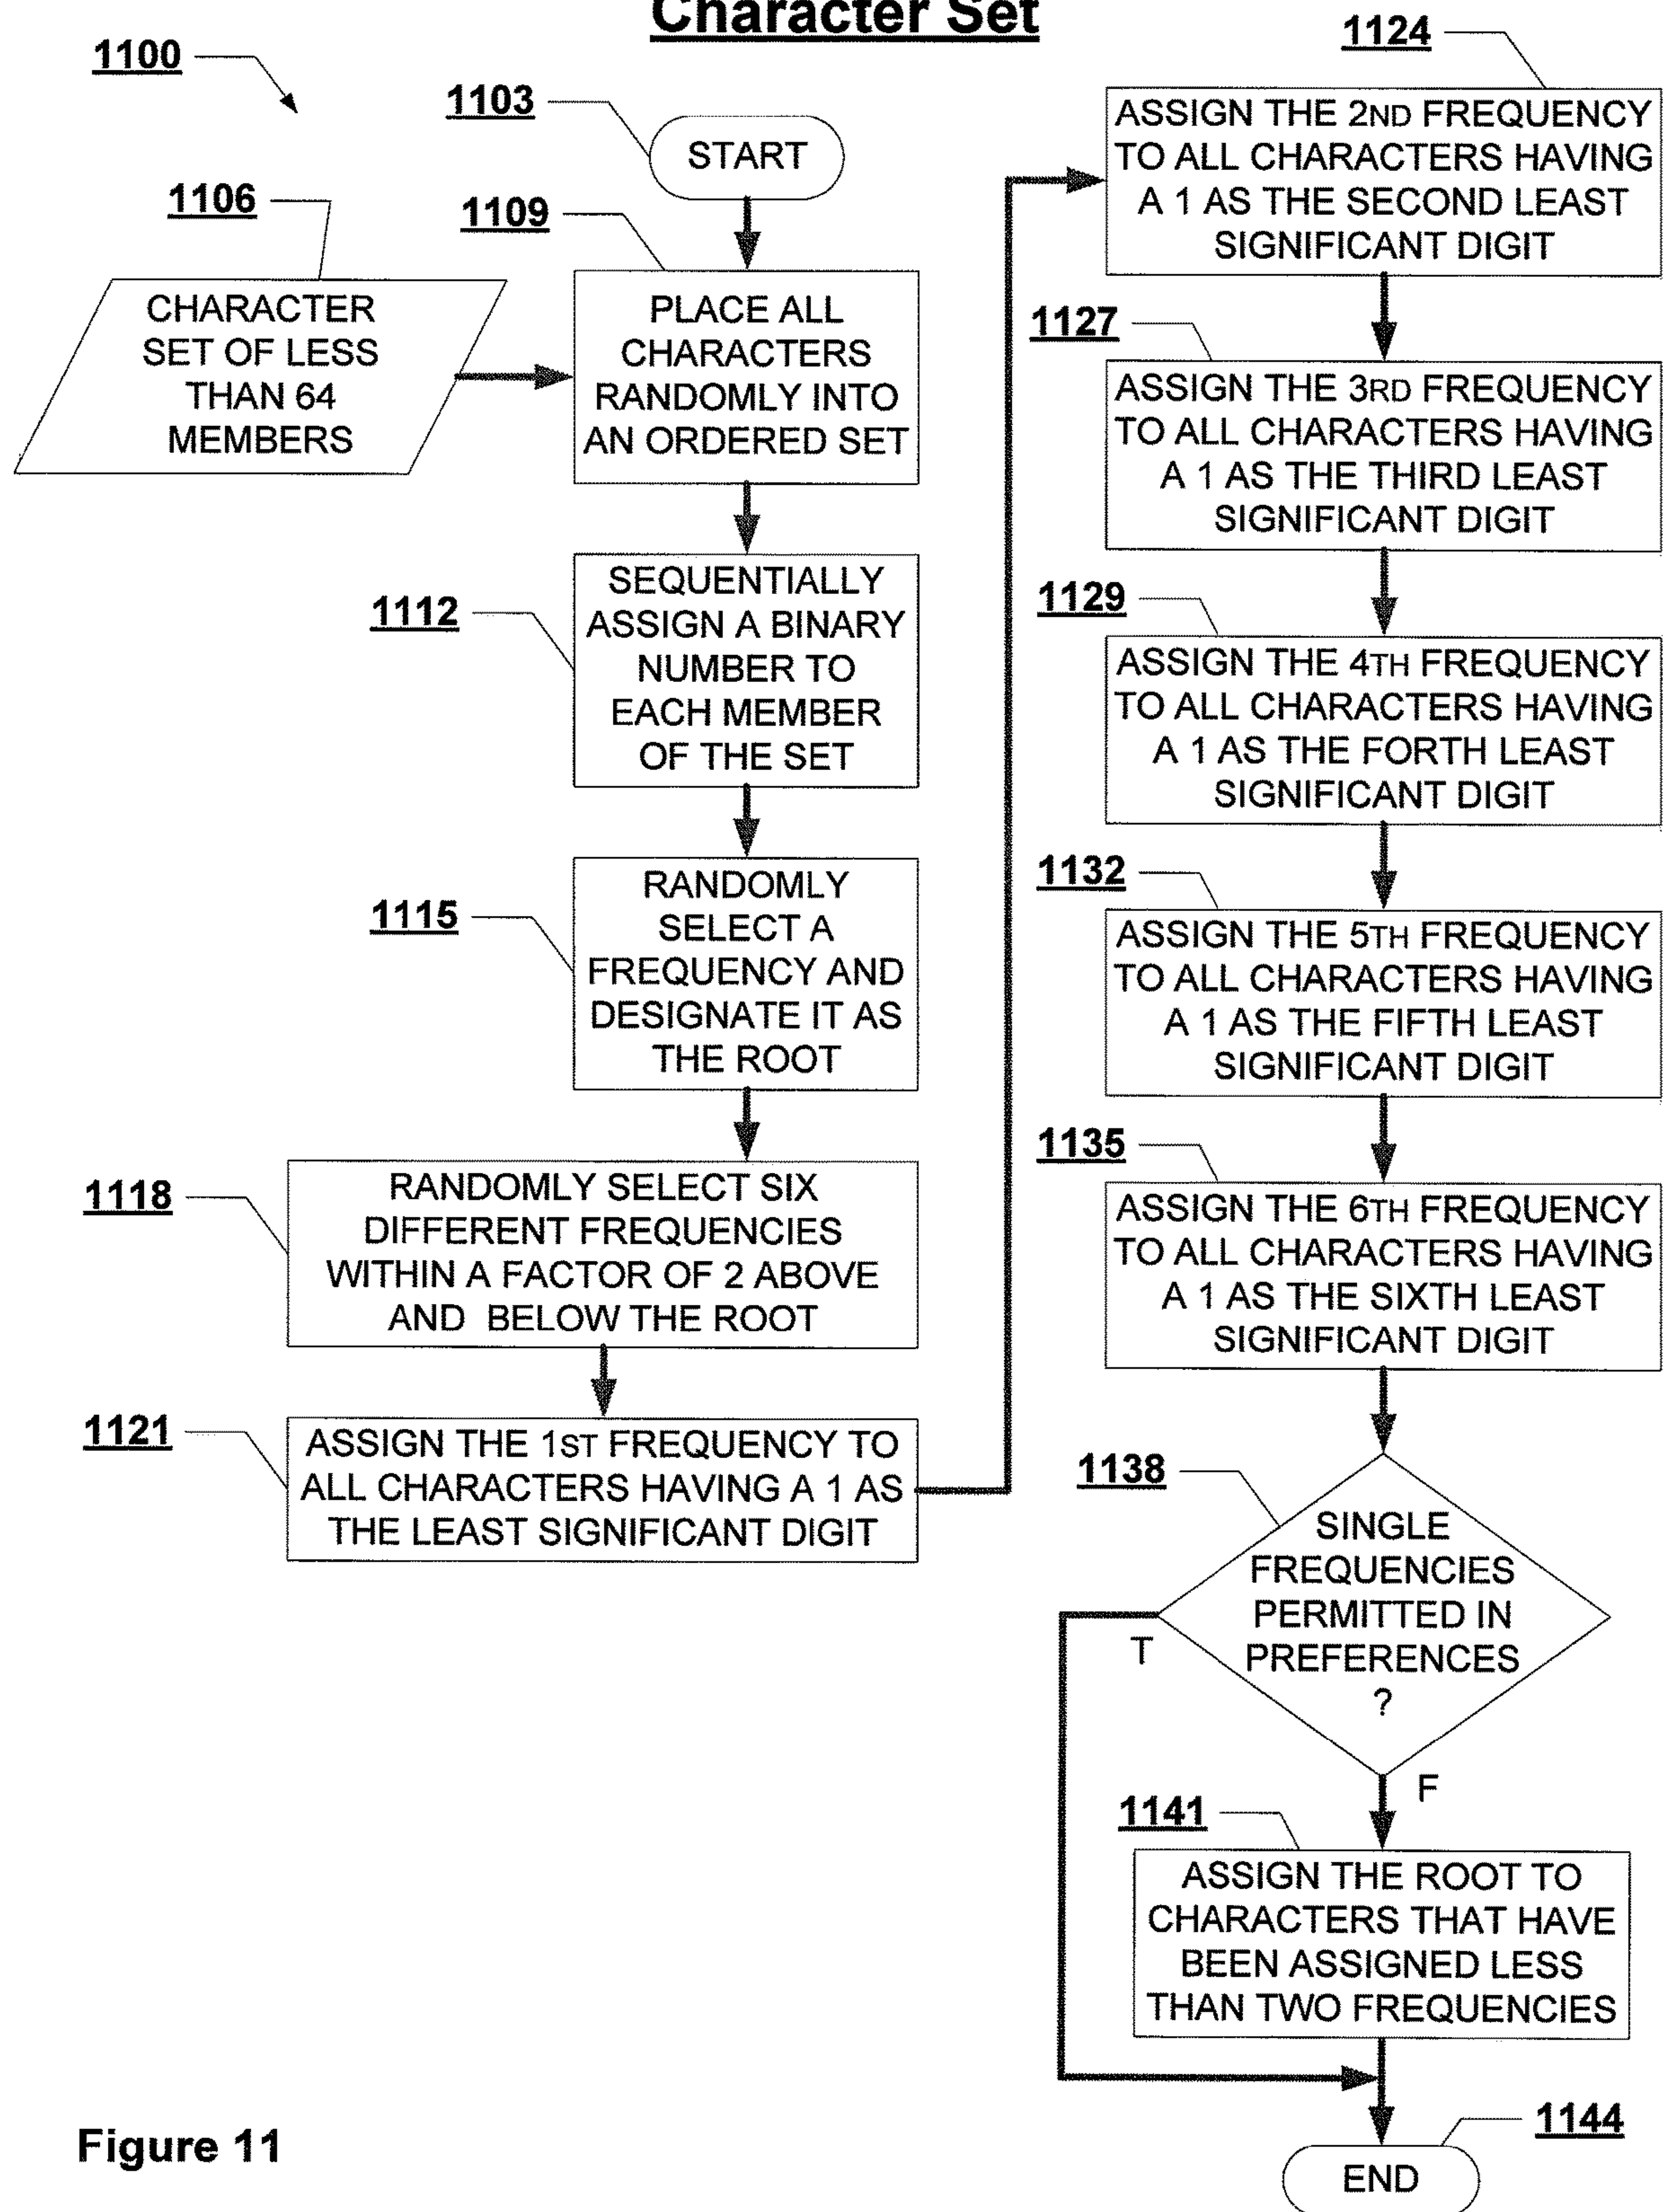 Character Set
1100
1103
START
1106
CHARACTER
SET OF LESS
THAN 64
MEMBERS
1109
PLACE ALL
CHARACTERS
RANDOMLY INTO
AN ORDERED SET
1112
SEQUENTIALLY
ASSIGN A BINARY
NUMBER TO
EACH MEMBER
OF THE SET
1115
RANDOMLY
SELECT A
FREQUENCY AND
DESIGNATE IT AS
THE ROOT
1118
RANDOMLY SELECT SIX
DIFFERENT FREQUENCIES
WITHIN A FACTOR OF 2 ABOVE
AND BELOW THE ROOT
1121
ASSIGN THE 1ST FREQUENCY TO
ALL CHARACTERS HAVING A 1 AS
THE LEAST SIGNIFICANT DIGIT
1124
ASSIGN THE 2ND FREQUENCY
TO ALL CHARACTERS HAVING
A 1 AS THE SECOND LEAST
SIGNIFICANT DIGIT
1127
ASSIGN THE 3RD FREQUENCY
TO ALL CHARACTERS HAVING
A 1 AS THE THIRD LEAST
SIGNIFICANT DIGIT
1129
ASSIGN THE 4TH FREQUENCY
TO ALL CHARACTERS HAVING
A 1 AS THE FORTH LEAST
SIGNIFICANT DIGIT
1132
ASSIGN THE 5TH FREQUENCY
TO ALL CHARACTERS HAVING
A 1 AS THE FIFTH LEAST
SIGNIFICANT DIGIT
1135
ASSIGN THE 6TH FREQUENCY
TO ALL CHARACTERS HAVING
A 1 AS THE SIXTH LEAST
SIGNIFICANT DIGIT
1138
SINGLE
FREQUENCIES
PERMITTED IN
PREFERENCES
?
T
F
1141
ASSIGN THE ROOT TO
CHARACTERS THAT HAVE
BEEN ASSIGNED LESS
THAN TWO FREQUENCIES
1144
END
Figure 11